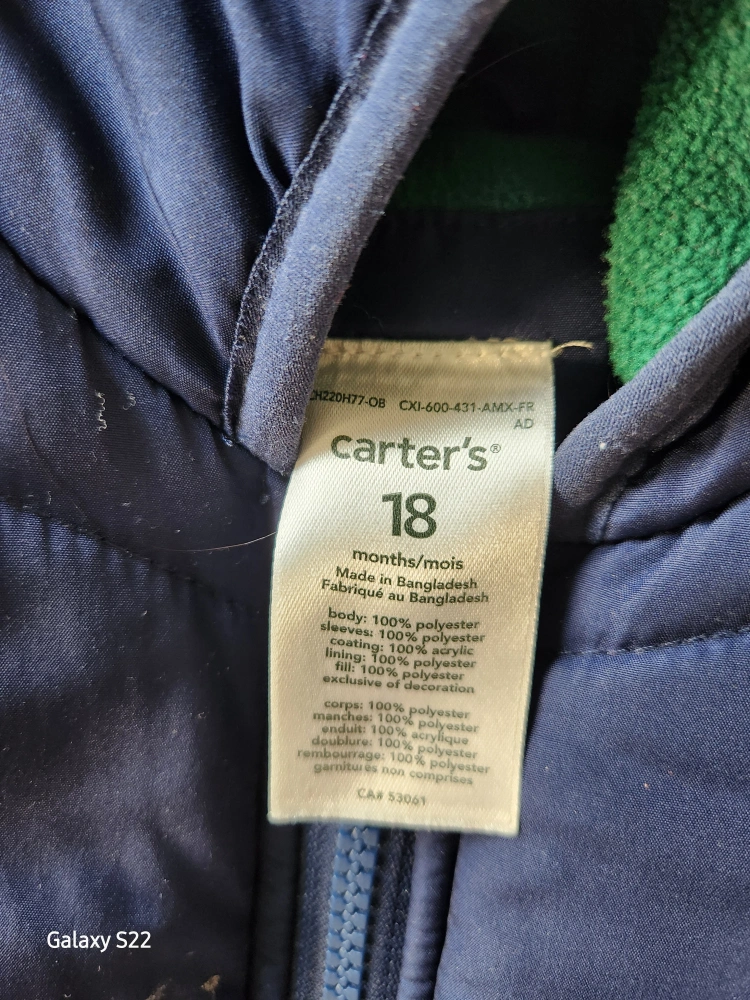 CH220H77-OB CXI-600-431-AMX-FR
AD
carter's®
18
months/mois
Made in Bangladesh
Fabriqué au Bangladesh
body: 100% polyester
sleeves: 100% polyester
coating: 100% acrylic
lining: 100% polyester
fill: 100% polyester
exclusive of decoration
corps: 100% polyester
manches: 100% polyester
enduit: 100% acrylique
doublure: 100% polyester
rembourrage: 100% polyester
garnitures non comprises
CA# 53061
Galaxy S22